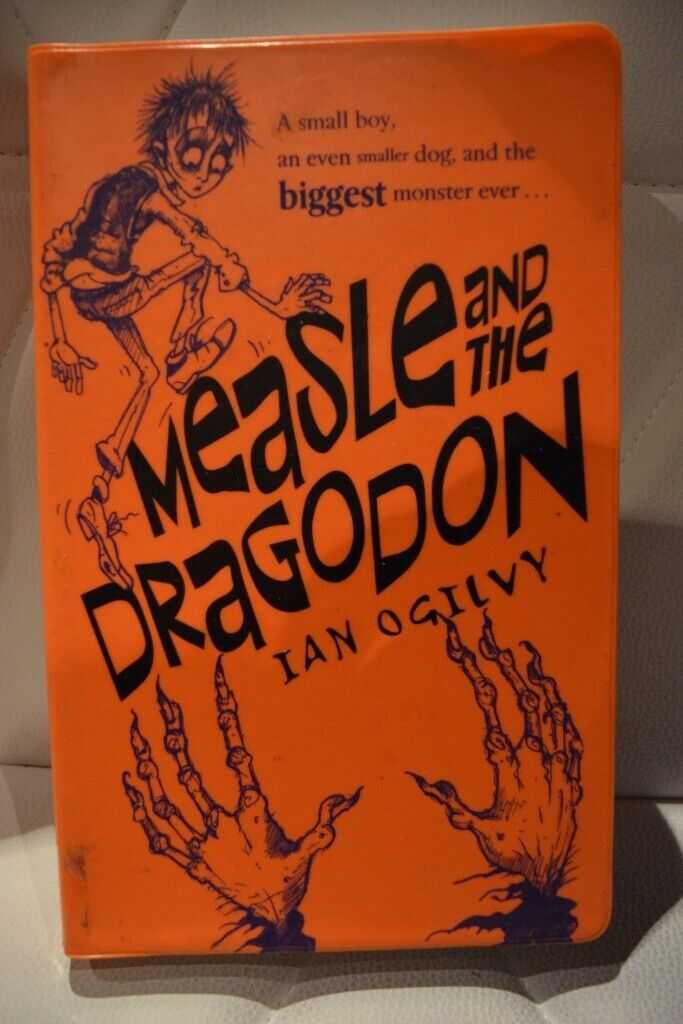 A small boy,
an even smaller dog, and the
biggest monster ever...
MeaSLe aND THe
DRaGODON
IAN OGILVY